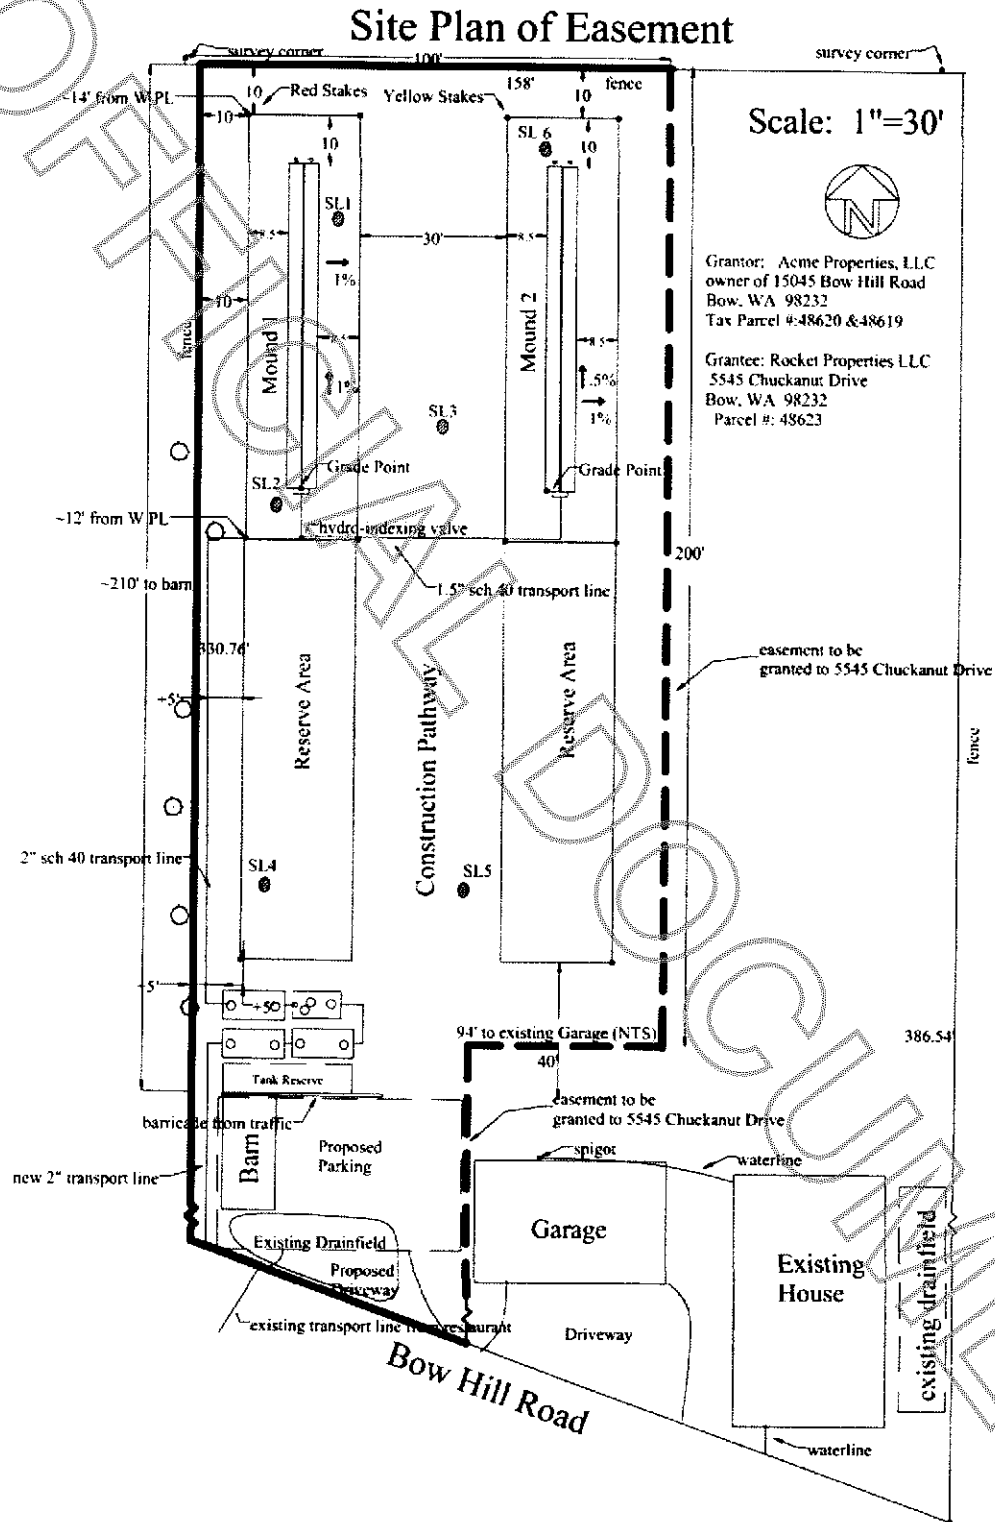 Site Plan of Easement
survey corner
100'
survey corner
158'
fence
~14' from W PL
10
Red Stakes
Yellow Stakes
10
Scale: 1"=30'
10
10
SL 6
10
N
SL1
8.5
30'
8.5
1%
Grantor: Acme Properties, LLC
owner of 15045 Bow Hill Road
Bow, WA 98232
Tax Parcel #:48620 &48619
10
fence
Mound 1
8.5
Mound 2
8.5
Grantee: Rocket Properties LLC
5545 Chuckanut Drive
Bow, WA 98232
Parcel #: 48623
1%
.5%
1%
SL3
Grade Point
Grade Point
SL2
~12' from W PL
hydro-indexing valve
200'
~210' to barn
1.5" sch 40 transport line
330.76'
easement to be
granted to 5545 Chuckanut Drive
+5'
Reserve Area
Construction Pathway
Reserve Area
fence
2" sch 40 transport line
SL4
SL5
+5'
+5'
94' to existing Garage (NTS)
40'
386.54'
Tank Reserve
easement to be
granted to 5545 Chuckanut Drive
barricade from traffic
Barn
Proposed
Parking
spigot
waterline
new 2" transport line
Garage
Existing Drainfield
Existing
House
existing drainfield
Proposed
Driveway
existing transport line from restaurant
Driveway
Bow Hill Road
waterline
OFFICIAL DOCUME